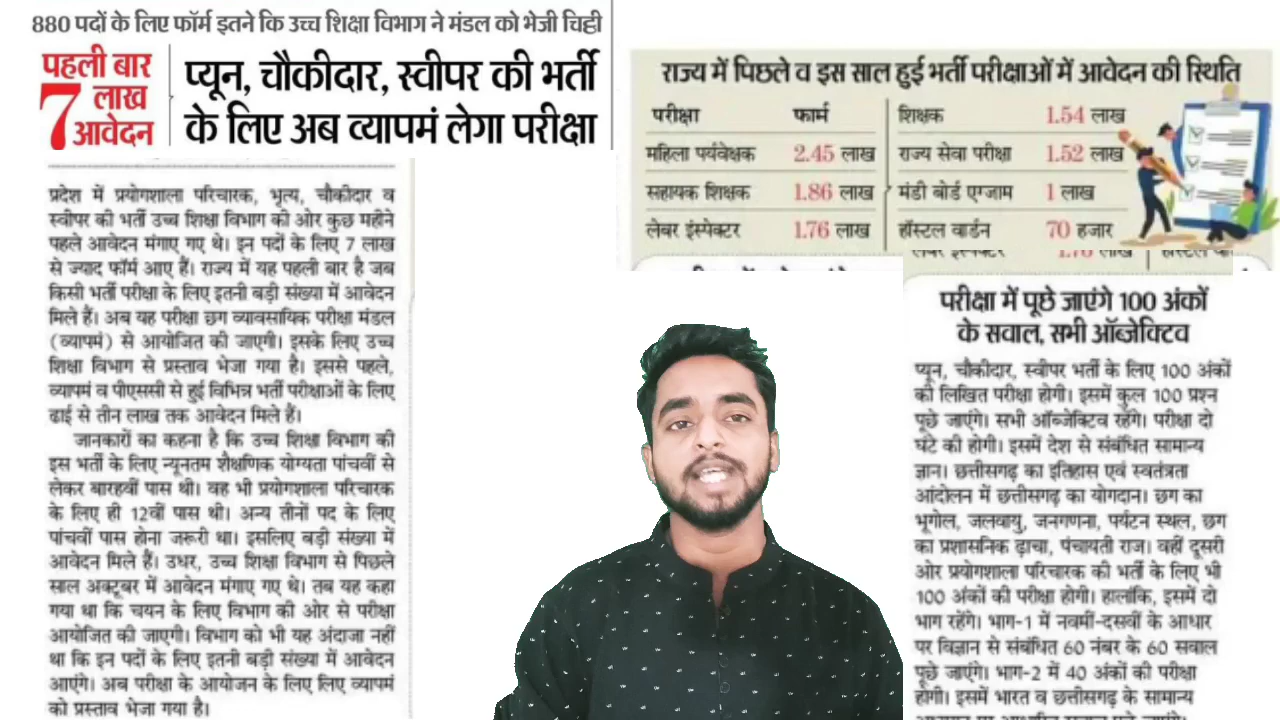 880 पदों के लिए फॉर्म इतने कि उच्च शिक्षा विभाग ने मंडल को भेजी चिट्ठी
पहली बार
7 लाख
आवेदन
प्यून, चौकीदार, स्वीपर की भर्ती
के लिए अब व्यापमं लेगा परीक्षा
प्रदेश में प्रयोगशाला परिचारक, भृत्य, चौकीदार व
स्वीपर की भर्ती उच्च शिक्षा विभाग की ओर कुछ महीने
पहले आवेदन मंगाए गए थे। इन पदों के लिए 7 लाख
से ज्याद फॉर्म आए हैं। राज्य में यह पहली बार है जब
किसी भर्ती परीक्षा के लिए इतनी बड़ी संख्या में आवेदन
मिले हैं। अब यह परीक्षा छग व्यावसायिक परीक्षा मंडल
(व्यापमं) से आयोजित की जाएगी। इसके लिए उच्च
शिक्षा विभाग से प्रस्ताव भेजा गया है। इससे पहले,
व्यापमं व पीएससी से हुई विभिन्न भर्ती परीक्षाओं के लिए
ढाई से तीन लाख तक आवेदन मिले हैं।
जानकारों का कहना है कि उच्च शिक्षा विभाग की
इस भर्ती के लिए न्यूनतम शैक्षणिक योग्यता पांचवीं से
लेकर बारहवीं पास थी। वह भी प्रयोगशाला परिचारक
के लिए ही 12वीं पास थी। अन्य तीनों पद के लिए
पांचवीं पास होना जरूरी था। इसलिए बड़ी संख्या में
आवेदन मिले हैं। उधर, उच्च शिक्षा विभाग से पिछले
साल अक्टूबर में आवेदन मंगाए गए थे। तब यह कहा
गया था कि चयन के लिए विभाग की ओर से परीक्षा
आयोजित की जाएगी। विभाग को भी यह अंदाजा नहीं
था कि इन पदों के लिए इतनी बड़ी संख्या में आवेदन
आएंगे। अब परीक्षा के आयोजन के लिए लिए व्यापमं
को प्रस्ताव भेजा गया है।
राज्य में पिछले व इस साल हुई भर्ती परीक्षाओं में आवेदन की स्थिति
परीक्षा फार्म
महिला पर्यवेक्षक 2.45 लाख
सहायक शिक्षक 1.86 लाख
लेबर इंस्पेक्टर 1.76 लाख
शिक्षक 1.54 लाख
राज्य सेवा परीक्षा 1.52 लाख
मंडी बोर्ड एग्जाम 1 लाख
हॉस्टल वार्डन 70 हजार
परीक्षा में पूछे जाएंगे 100 अंकों
के सवाल, सभी ऑब्जेक्टिव
प्यून, चौकीदार, स्वीपर भर्ती के लिए 100 अंकों
की लिखित परीक्षा होगी। इसमें कुल 100 प्रश्न
पूछे जाएंगे। सभी ऑब्जेक्टिव रहेंगे। परीक्षा दो
घंटे की होगी। इसमें देश से संबंधित सामान्य
ज्ञान। छत्तीसगढ़ का इतिहास एवं स्वतंत्रता
आंदोलन में छत्तीसगढ़ का योगदान। छग का
भूगोल, जलवायु, जनगणना, पर्यटन स्थल, छग
का प्रशासनिक ढ़ाचा, पंचायती राज। वहीं दूसरी
ओर प्रयोगशाला परिचारक की भर्ती के लिए भी
100 अंकों की परीक्षा होगी। हालांकि, इसमें दो
भाग रहेंगे। भाग-1 में नवमीं-दसवीं के आधार
पर विज्ञान से संबंधित 60 नंबर के 60 सवाल
पूछे जाएंगे। भाग-2 में 40 अंकों की परीक्षा
होगी। इसमें भारत व छत्तीसगढ़ के सामान्य